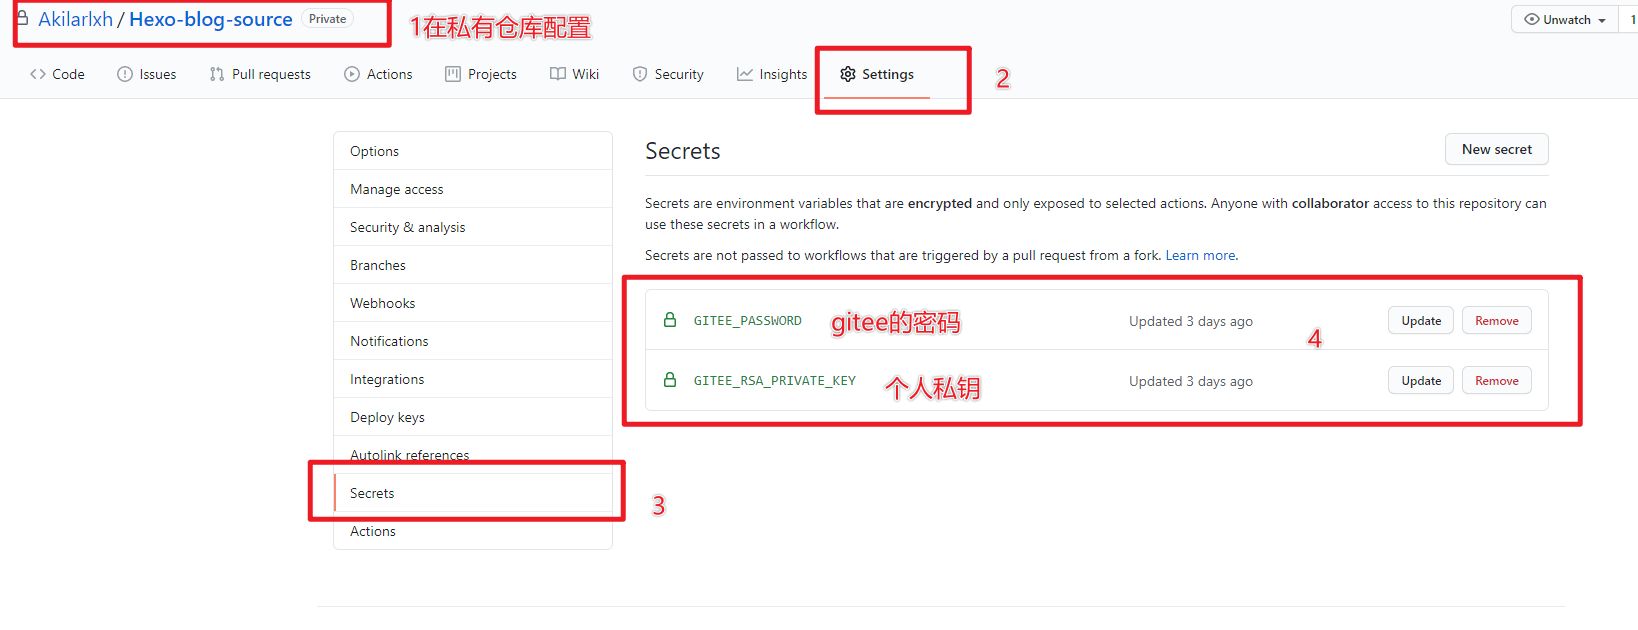 Akilarlxh / Hexo-blog-source Private
1在私有仓库配置
Unwatch 1
Code Issues Pull requests Actions Projects Wiki Security Insights Settings 2
Options
Manage access
Security & analysis
Branches
Webhooks
Notifications
Integrations
Deploy keys
Autolink references
Secrets
3
Actions
Secrets New secret
Secrets are environment variables that are encrypted and only exposed to selected actions. Anyone with collaborator access to this repository can
use these secrets in a workflow.
Secrets are not passed to workflows that are triggered by a pull request from a fork. Learn more.
GITEE_PASSWORD gitee的密码 Updated 3 days ago Update Remove
4
GITEE_RSA_PRIVATE_KEY 个人私钥 Updated 3 days ago Update Remove